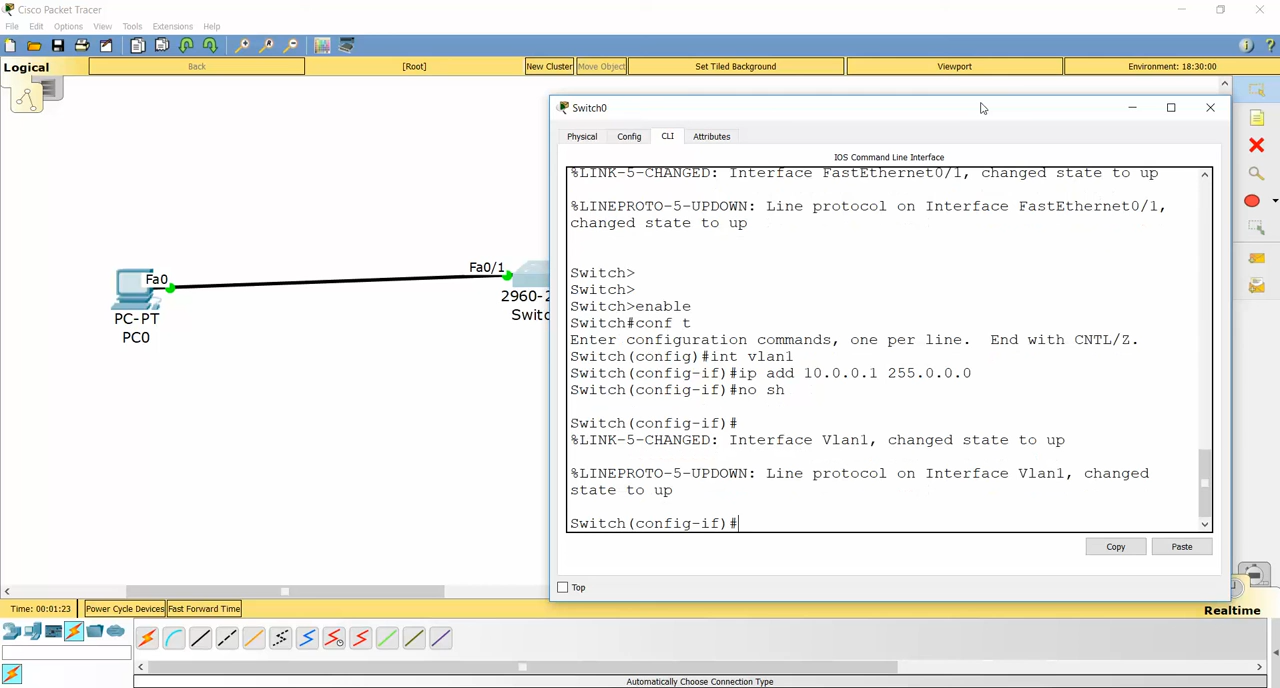 Cisco Packet Tracer
File Edit Options View Tools Extensions Help
Logical Back [Root] New Cluster Move Object Set Tiled Background Viewport Environment: 18:30:00
Switch0
Physical Config CLI Attributes
IOS Command Line Interface
%LINK-5-CHANGED: Interface FastEthernet0/1, changed state to up
%LINEPROTO-5-UPDOWN: Line protocol on Interface FastEthernet0/1,
changed state to up
Switch>
Switch>
Switch>enable
Switch#conf t
Enter configuration commands, one per line.  End with CNTL/Z.
Switch(config)#int vlan1
Switch(config-if)#ip add 10.0.0.1 255.0.0.0
Switch(config-if)#no sh
Switch(config-if)#
%LINK-5-CHANGED: Interface Vlan1, changed state to up
%LINEPROTO-5-UPDOWN: Line protocol on Interface Vlan1, changed
state to up
Switch(config-if)#
Copy Paste
Top
Fa0
PC-PT
PC0
Fa0/1
2960-2
Switc
Time: 00:01:23 Power Cycle Devices Fast Forward Time
Realtime
Automatically Choose Connection Type